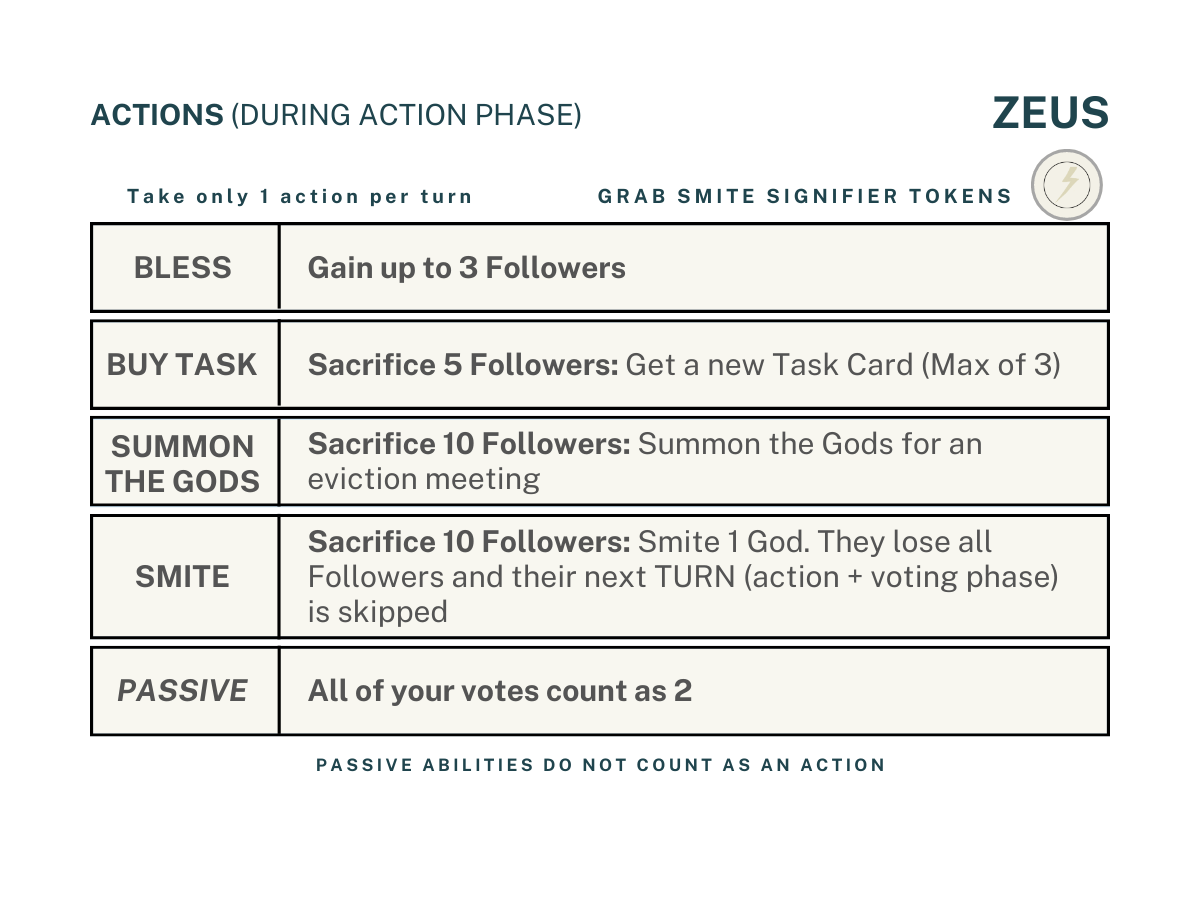 ACTIONS (DURING ACTION PHASE)
ZEUS
Take only 1 action per turn
GRAB SMITE SIGNIFIER TOKENS
BLESS
Gain up to 3 Followers
BUY TASK
Sacrifice 5 Followers: Get a new Task Card (Max of 3)
SUMMON
THE GODS
Sacrifice 10 Followers: Summon the Gods for an
eviction meeting
SMITE
Sacrifice 10 Followers: Smite 1 God. They lose all
Followers and their next TURN (action + voting phase)
is skipped
PASSIVE
All of your votes count as 2
PASSIVE ABILITIES DO NOT COUNT AS AN ACTION